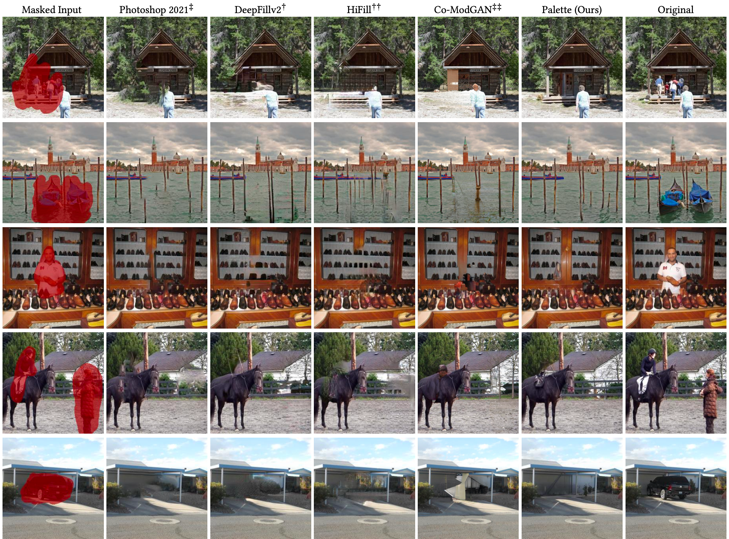 Masked Input Photoshop 2021‡ DeepFillv2† HiFill†† Co-ModGAN‡‡ Palette (Ours) Original